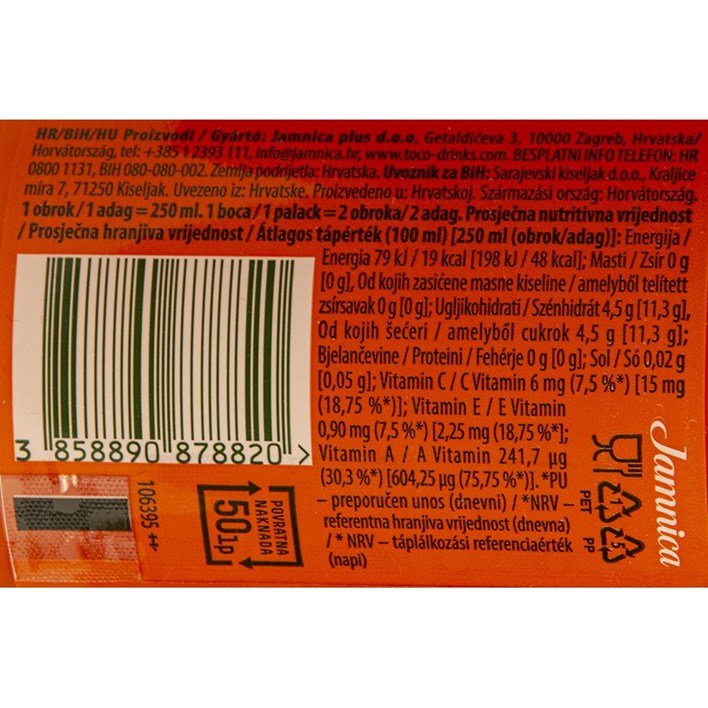 HR/BiH/HU Proizvodi / Gyártó: Jamnica plus d.o.o, Getaldićeva 3, 10000 Zagreb, Hrvatska/
Horvátország, tel: +385 1 2393 111, info@jamnica.hr, www.toco-drinks.com. BESPLATNI INFO TELEFON: HR
0800 1131, BIH 080-080-002. Zemlja podrijetla: Hrvatska. Uvoznik za BiH: Sarajevski kiseljak d.o.o., Kraljice
mira 7, 71250 Kiseljak. Uvezeno iz: Hrvatske. Proizvedeno u: Hrvatskoj. Származási ország: Horvátország.
1 obrok / 1 adag = 250 ml. 1 boca / 1 palack = 2 obroka/ 2 adag. Prosječna nutritivna vrijednost
/ Prosječna hranjiva vrijednost / Átlagos tápérték (100 ml) [250 ml (obrok/adag)]: Energija /
Energia 79 kJ / 19 kcal [198 kJ / 48 kcal]; Masti / Zsír 0 g
[0 g], Od kojih zasićene masne kiseline / amelyből telített
zsírsavak 0 g [0 g]; Ugljikohidrati / Szénhidrát 4,5 g [11,3 g],
Od kojih šećeri / amelyből cukrok 4,5 g [11,3 g];
Bjelančevine / Proteini / Fehérje 0 g [0 g]; Sol / Só 0,02 g
[0,05 g]; Vitamin C / C Vitamin 6 mg (7,5 %*) [15 mg
(18,75 %*)]; Vitamin E / E Vitamin
0,90 mg (7,5 %*) [2,25 mg (18,75 %*];
Vitamin A / A Vitamin 241,7 µg
(30,3 %*) [604,25 µg (75,75 %*)]. *PU
– preporučen unos (dnevni) / *NRV –
referentna hranjiva vrijednost (dnevna)
/ * NRV – táplálkozási referenciaérték
(napi)
3 858890 878820 >
106395 ++
POVRATNA
NAKNADA
50 lp
PET
1
PP
5
Jamnica